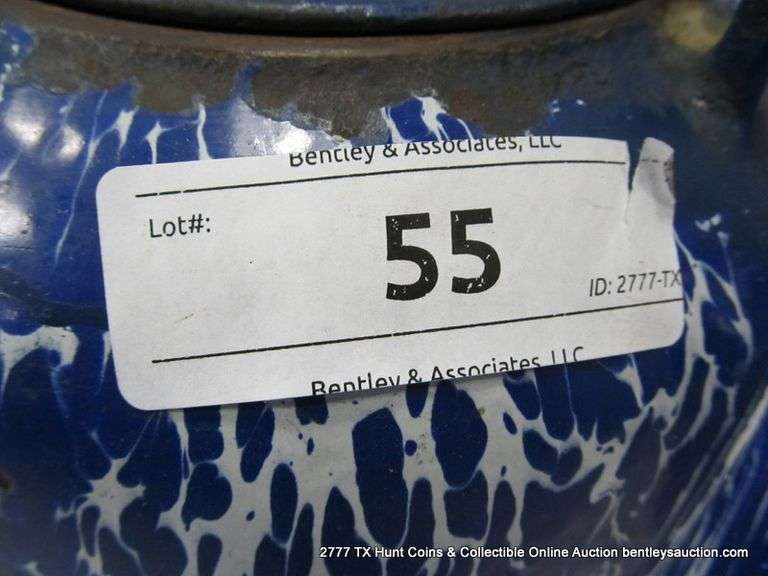 Bentley & Associates, LLC
Lot#:
55
ID: 2777-TX
Bentley & Associates, LLC
2777 TX Hunt Coins & Collectible Online Auction bentleysauction.com